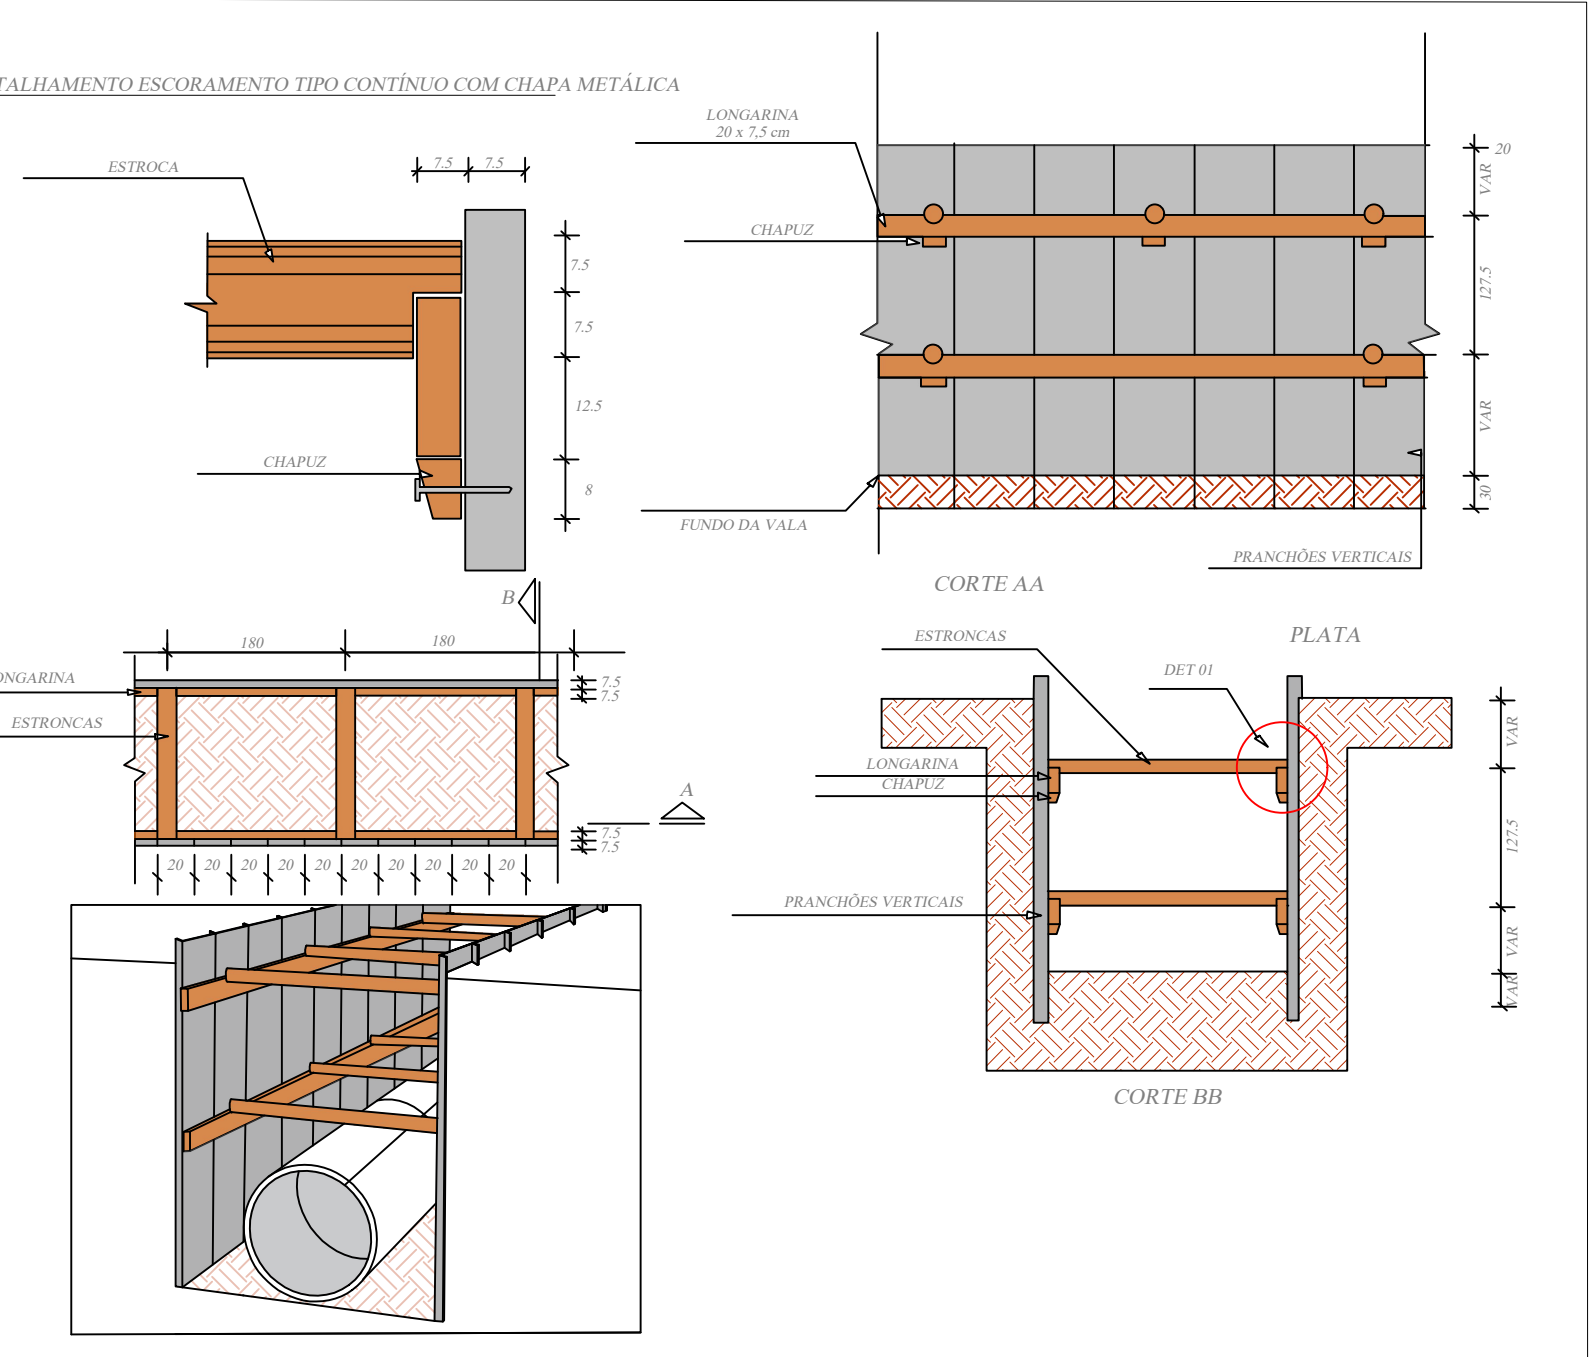 TALHAMENTO ESCORAMENTO TIPO CONTÍNUO COM CHAPA METÁLICA
ESTROCA
7.5
7.5
7.5
7.5
12.5
8
CHAPUZ
LONGARINA
20 x 7,5 cm
CHAPUZ
FUNDO DA VALA
PRANCHÕES VERTICAIS
20
VAR
127.5
VAR
30
CORTE AA
B
180
180
NGARINA
ESTRONCAS
7.5
7.5
A
7.5
7.5
20
20
20
20
20
20
20
20
20
20
ESTRONCAS
PLATA
DET 01
LONGARINA
CHAPUZ
PRANCHÕES VERTICAIS
VAR
127.5
VAR
VAR
CORTE BB